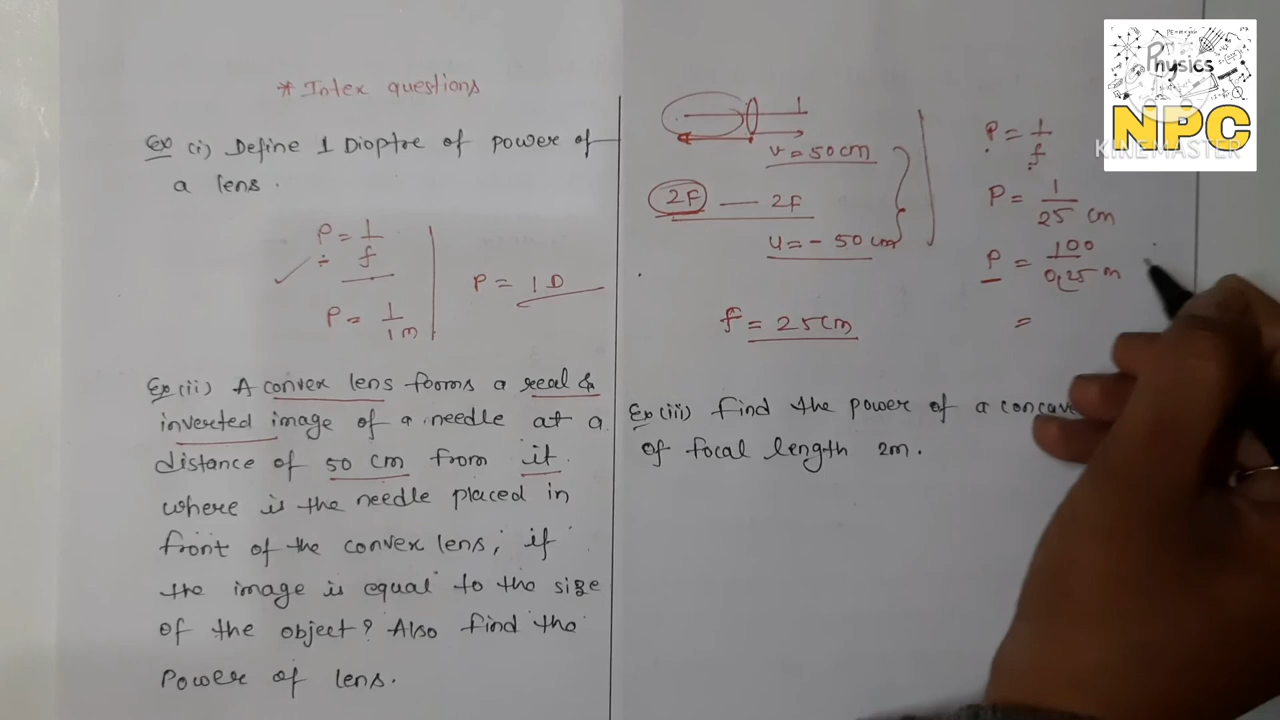 * Intex questions
Ex (i) Define 1 Dioptre of power of
a lens.
P = 1/f
P = 1/1m
P = 1D
Ex (ii) A convex lens forms a real &
inverted image of a needle at a
distance of 50 cm from it.
where is the needle placed in
front of the convex lens, if
the image is equal to the size
of the object? Also find the
Power of lens.
v = 50cm
2F — 2F
u = - 50 cm
f = 25cm
P = 1/f
P = 1/25 cm
P = 100/0.25 m
=
Ex (iii) find the power of a concave
of focal length 2m.
Physics
NPC
KINEMASTER